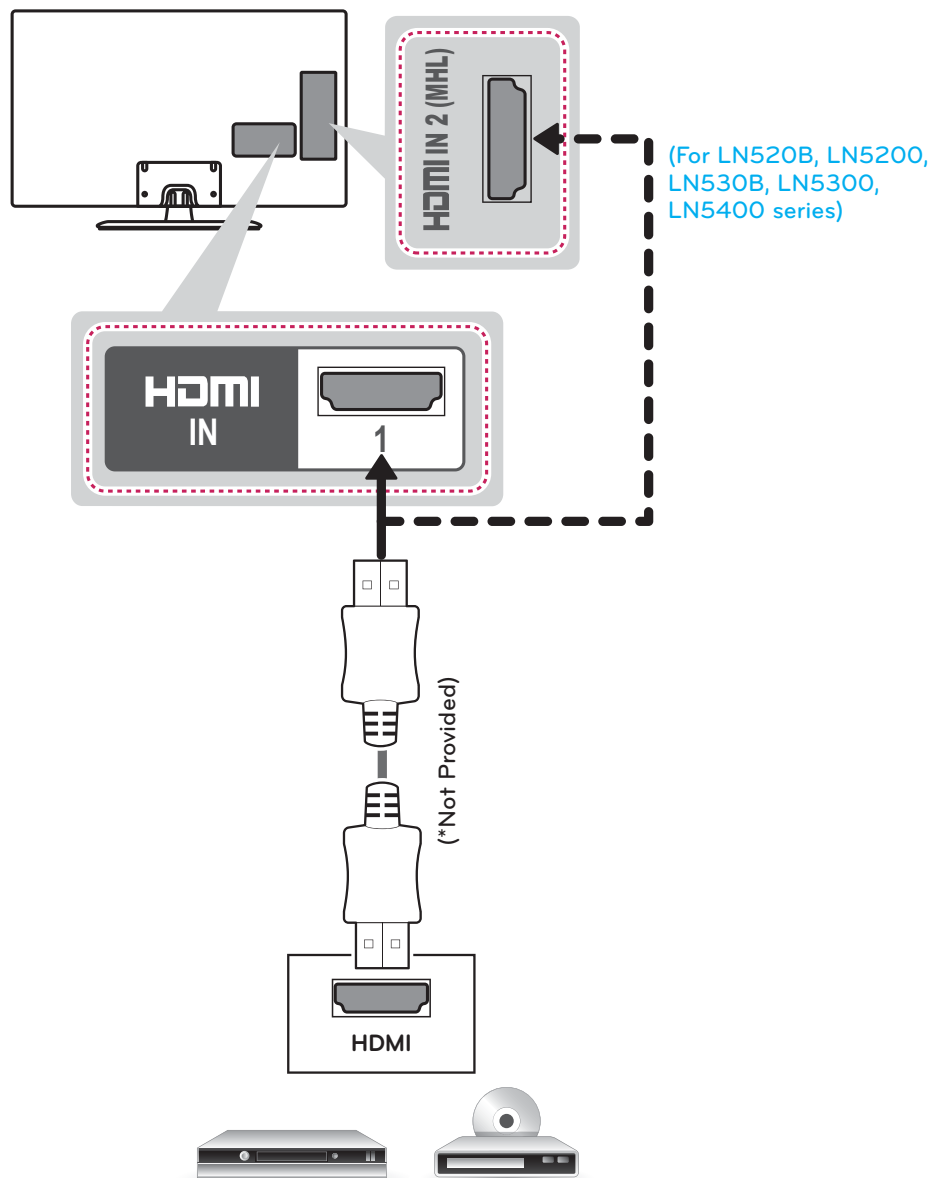 HDMI IN 2 (MHL)
(For LN520B, LN5200,
LN530B, LN5300,
LN5400 series)
HDMI
IN
1
(*Not Provided)
HDMI